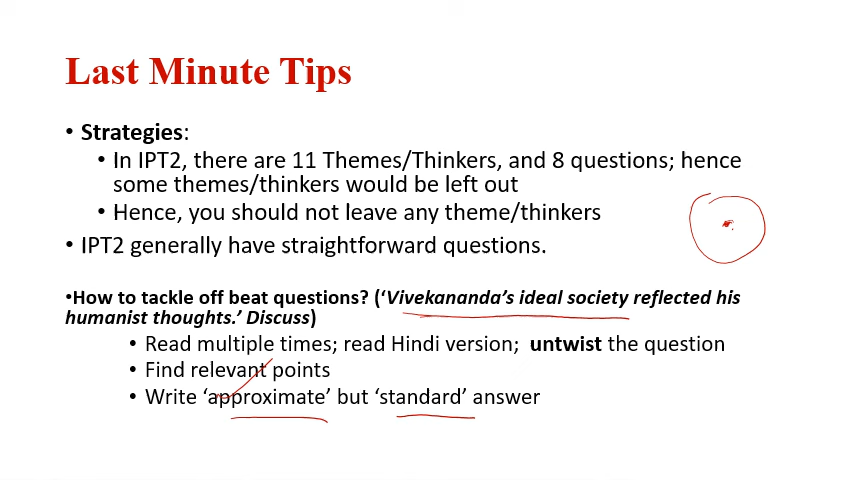 Last Minute Tips
• Strategies:
• In IPT2, there are 11 Themes/Thinkers, and 8 questions; hence
some themes/thinkers would be left out
• Hence, you should not leave any theme/thinkers
• IPT2 generally have straightforward questions.
•How to tackle off beat questions? (‘Vivekananda’s ideal society reflected his
humanist thoughts.’ Discuss)
• Read multiple times; read Hindi version; untwist the question
• Find relevant points
• Write ‘approximate’ but ‘standard’ answer